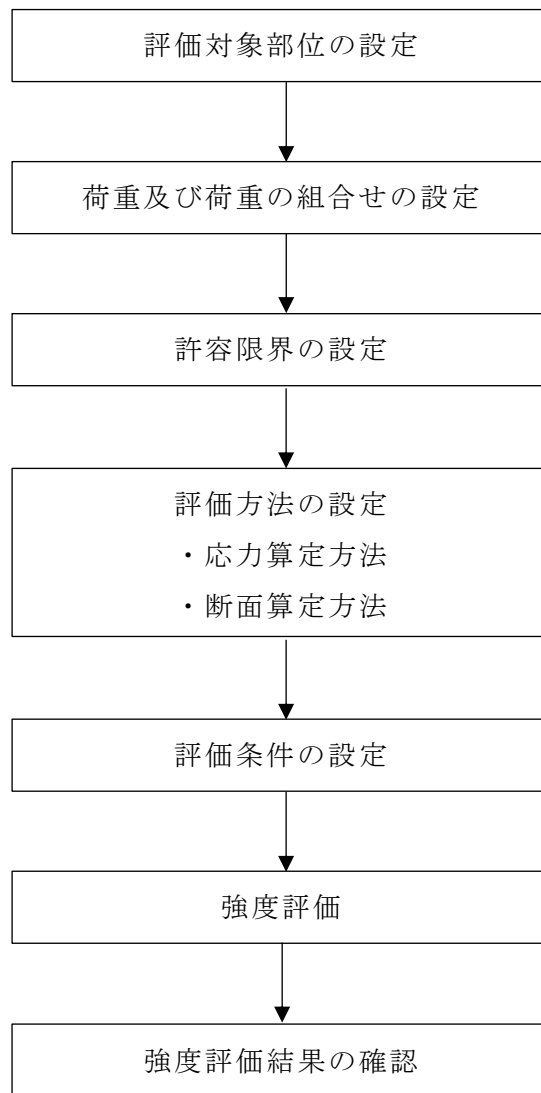 評価対象部位の設定
荷重及び荷重の組合せの設定
許容限界の設定
評価方法の設定
・応力算定方法
・断面算定方法
評価条件の設定
強度評価
強度評価結果の確認